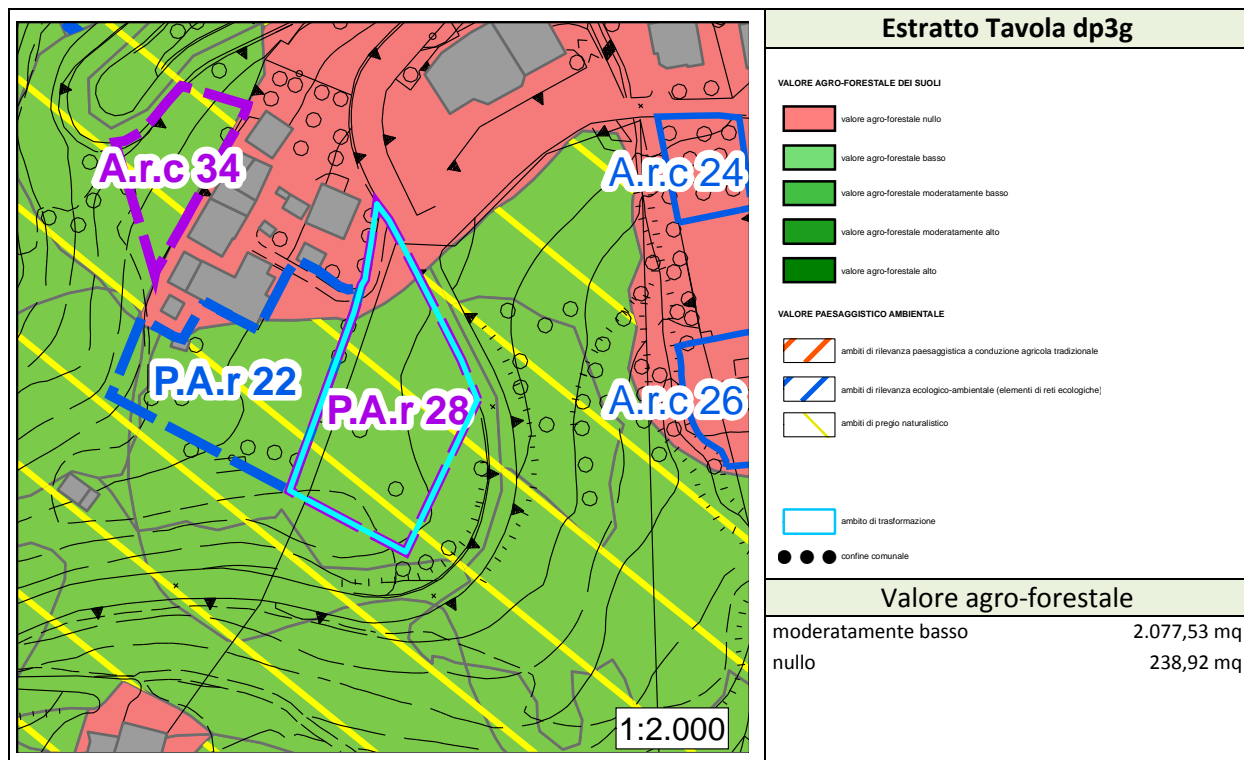 A.r.c 34
A.r.c 24
P.A.r 22
P.A.r 28
A.r.c 26
1:2.000
Estratto Tavola dp3g
VALORE AGRO-FORESTALE DEI SUOLI
valore agro-forestale nullo
valore agro-forestale basso
valore agro-forestale moderatamente basso
valore agro-forestale moderatamente alto
valore agro-forestale alto
VALORE PAESAGGISTICO AMBIENTALE
ambiti di rilevanza paesaggistica a conduzione agricola tradizionale
ambiti di rilevanza ecologico-ambientale (elementi di reti ecologiche)
ambiti di pregio naturalistico
ambito di trasformazione
confine comunale
Valore agro-forestale
moderatamente basso 2.077,53 mq
nullo 238,92 mq